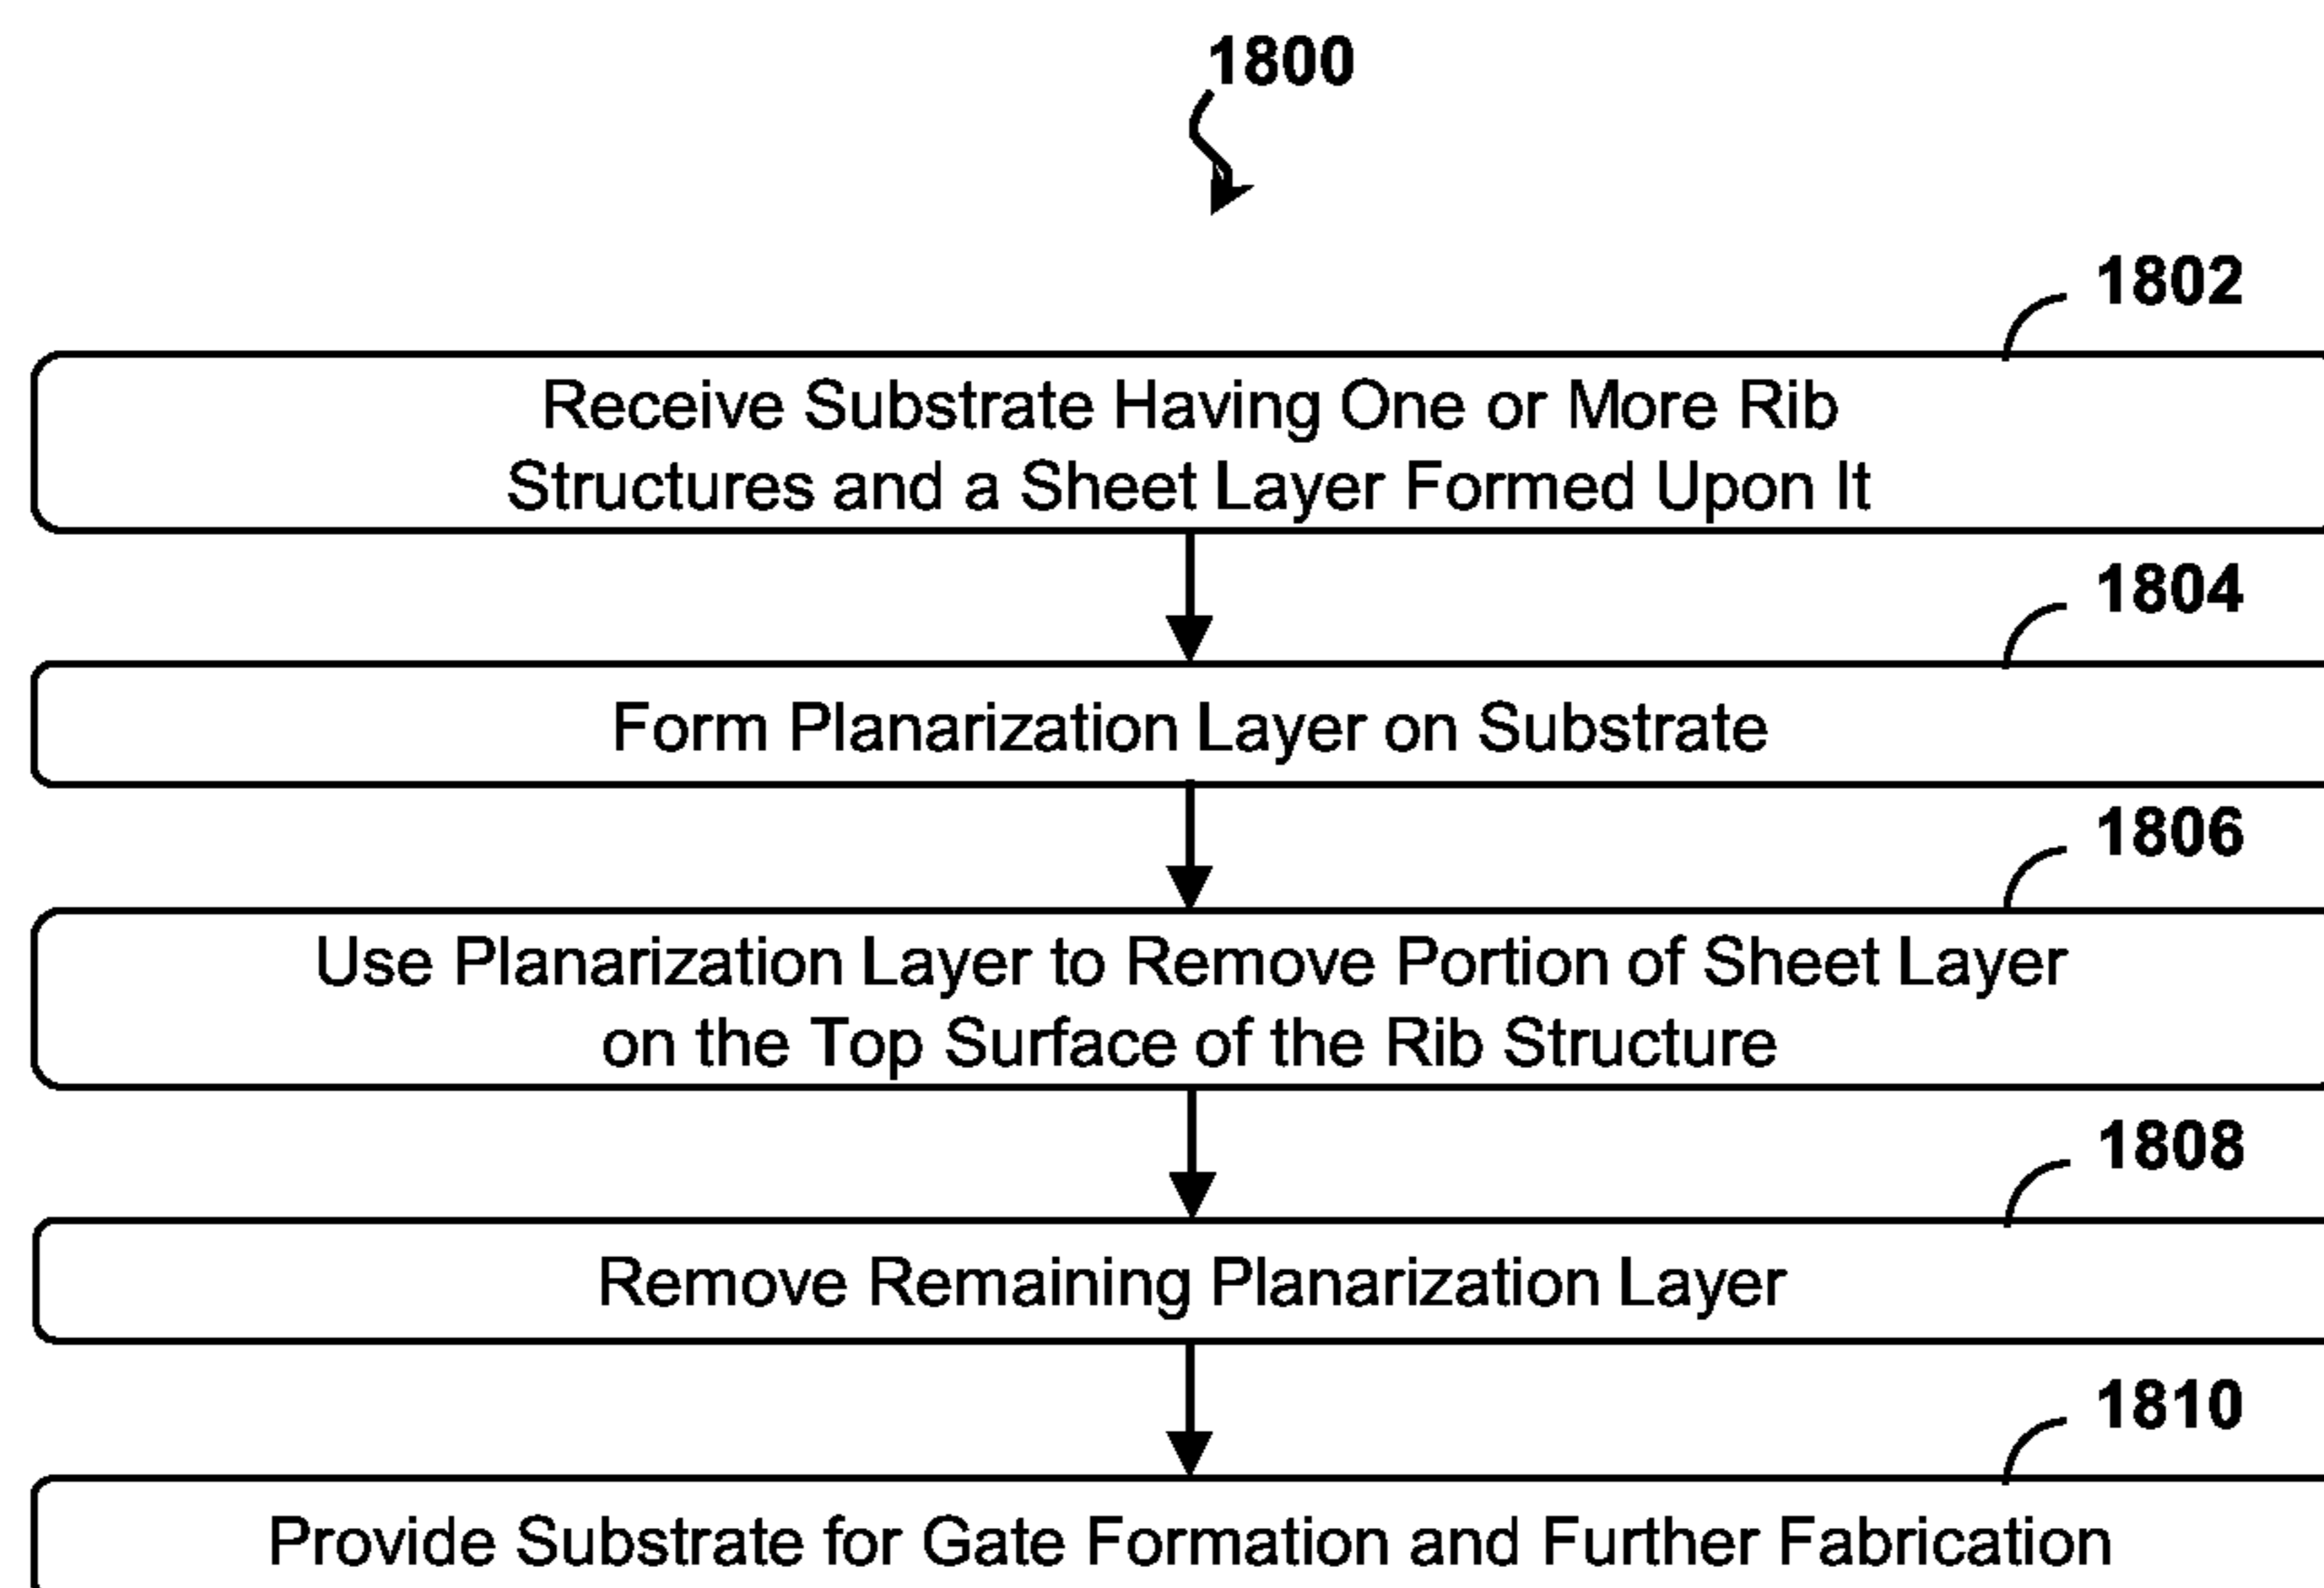 1800
1802
Receive Substrate Having One or More Rib
Structures and a Sheet Layer Formed Upon It
1804
Form Planarization Layer on Substrate
1806
Use Planarization Layer to Remove Portion of Sheet Layer
on the Top Surface of the Rib Structure
1808
Remove Remaining Planarization Layer
1810
Provide Substrate for Gate Formation and Further Fabrication